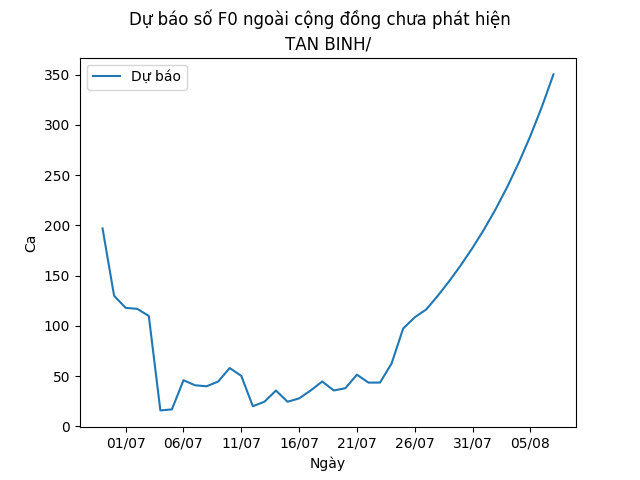 Dự báo số F0 ngoài cộng đồng chưa phát hiện
TAN BINH/
Dự báo
350
300
250
200
150
100
50
0
Ca
01/07 06/07 11/07 16/07 21/07 26/07 31/07 05/08
Ngày